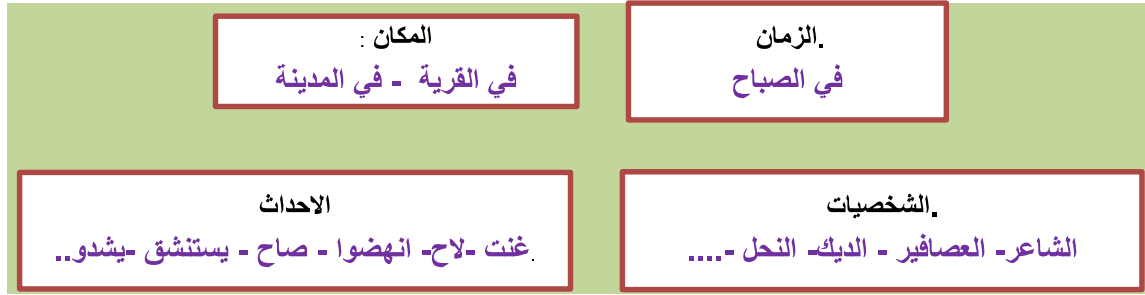 .الزمان
في الصباح
المكان :
في القرية - في المدينة
.الشخصيات
الشاعر- العصافير - الديك- النحل -....
الاحداث
.غنت -لاح- انهضوا - صاح - يستنشق -يشدو..